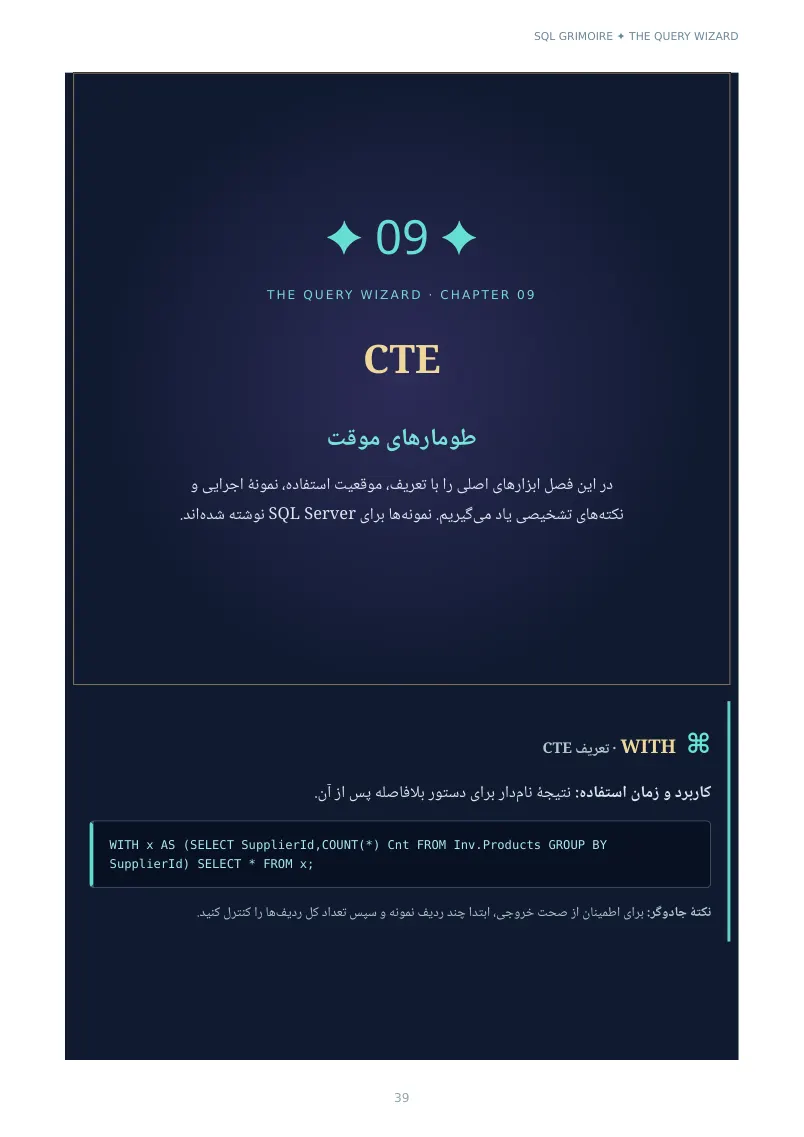 SQL GRIMOIRE ✦ THE QUERY WIZARD
✦ 09 ✦
THE QUERY WIZARD · CHAPTER 09
CTE
طومارهای موقت
در این فصل ابزارهای اصلی را با تعریف، موقعیت استفاده، نمونهٔ اجرایی و
نکته‌های تشخیصی یاد می‌گیریم. نمونه‌ها برای SQL Server نوشته شده‌اند.
⌘ WITH · تعریف CTE
کاربرد و زمان استفاده: نتیجهٔ نام‌دار برای دستور بلافاصله پس از آن.
WITH x AS (SELECT SupplierId,COUNT(*) Cnt FROM Inv.Products GROUP BY
SupplierId) SELECT * FROM x;
نکتهٔ جادوگر: برای اطمینان از صحت خروجی، ابتدا چند ردیف نمونه و سپس تعداد کل ردیف‌ها را کنترل کنید.
39